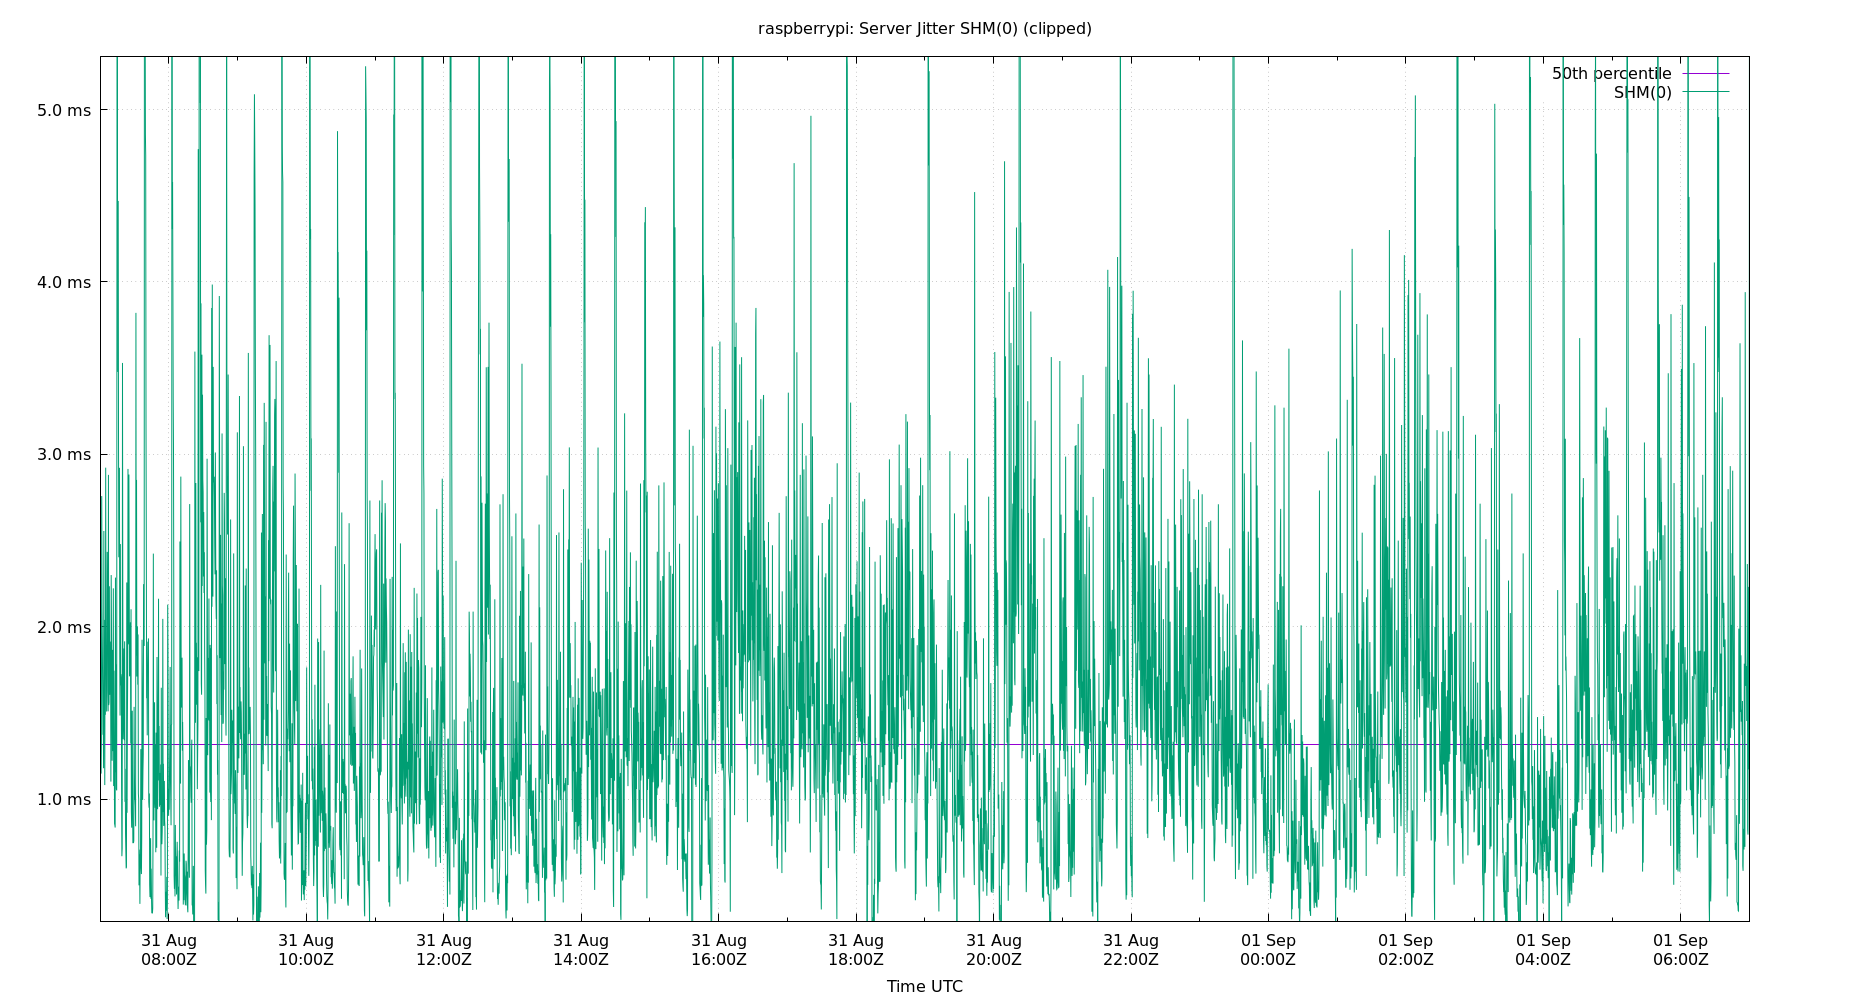 raspberrypi: Server Jitter SHM(0) (clipped)
50th percentile
SHM(0)
5.0 ms
4.0 ms
3.0 ms
2.0 ms
1.0 ms
31 Aug 31 Aug 31 Aug 31 Aug 31 Aug 31 Aug 31 Aug 31 Aug 01 Sep 01 Sep 01 Sep 01 Sep
08:00Z 10:00Z 12:00Z 14:00Z 16:00Z 18:00Z 20:00Z 22:00Z 00:00Z 02:00Z 04:00Z 06:00Z
Time UTC